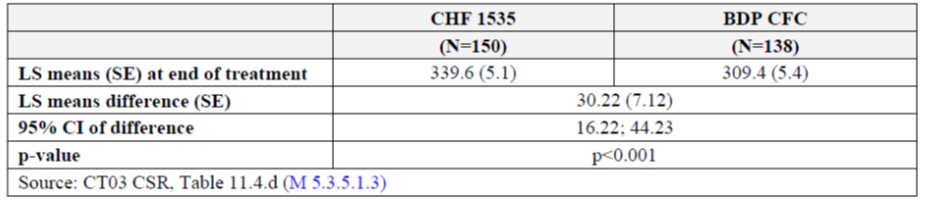 CHF 1535 BDP CFC
(N=150) (N=138)
LS means (SE) at end of treatment 339.6 (5.1) 309.4 (5.4)
LS means difference (SE) 30.22 (7.12)
95% CI of difference 16.22; 44.23
p-value p<0.001
Source: CT03 CSR, Table 11.4.d (M 5.3.5.1.3)